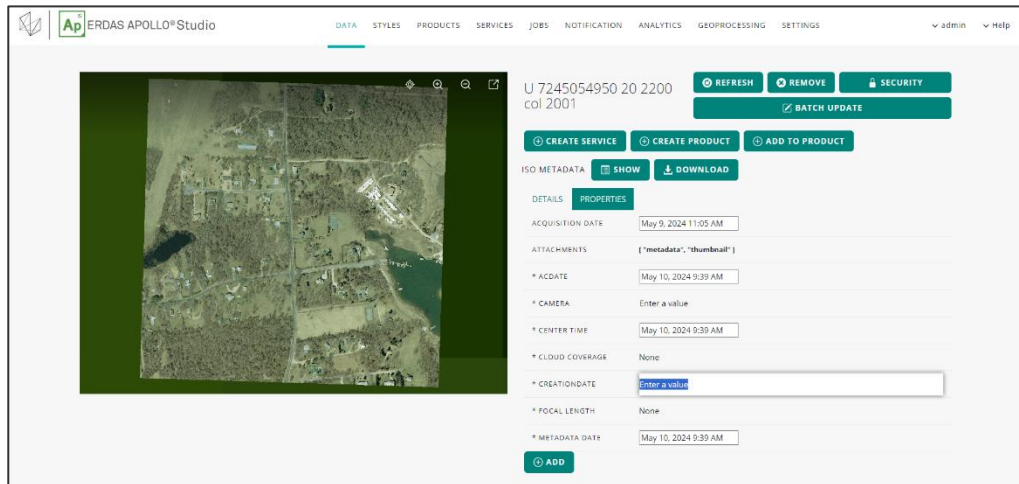 Ap ERDAS APOLLO® Studio
DATA STYLES PRODUCTS SERVICES JOBS NOTIFICATION ANALYTICS GEOPROCESSING SETTINGS admin Help
U 7245054950 20 2200
col 2001
REFRESH REMOVE SECURITY
BATCH UPDATE
CREATE SERVICE CREATE PRODUCT ADD TO PRODUCT
ISO METADATA SHOW DOWNLOAD
DETAILS PROPERTIES
ACQUISITION DATE May 9, 2024 11:05 AM
ATTACHMENTS [ "metadata", "thumbnail" ]
* ACDATE May 10, 2024 9:39 AM
* CAMERA Enter a value
* CENTER TIME May 10, 2024 9:39 AM
* CLOUD COVERAGE None
* CREATIONDATE Enter a value
* FOCAL LENGTH None
* METADATA DATE May 10, 2024 9:39 AM
ADD